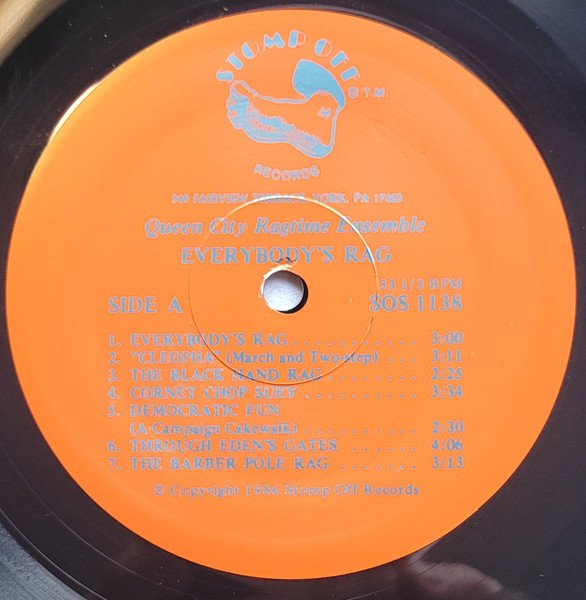 STOMP OFF
® T.M.
RECORDS
549 FAIRVIEW TERRACE, YORK, PA 17403
Queen City Ragtime Ensemble
EVERYBODY'S RAG
33 1/3 RPM
SIDE A SOS 1138
1. EVERYBODY'S RAG . . . . . . . . . . 3:00
2. "CLEOPHA" (March and Two-step) . . . 3:11
3. THE BLACK HAND RAG . . . . . . . . 2:25
4. CORNET CHOP SUEY . . . . . . . . . 3:34
5. DEMOCRATIC FUN
(A Campaign Cakewalk) . . . . . . . . . 2:30
6. THROUGH EDEN'S GATES . . . . . . 4:06
7. THE BARBER POLE RAG . . . . . . 3:13
© Copyright 1986 Stomp Off Records